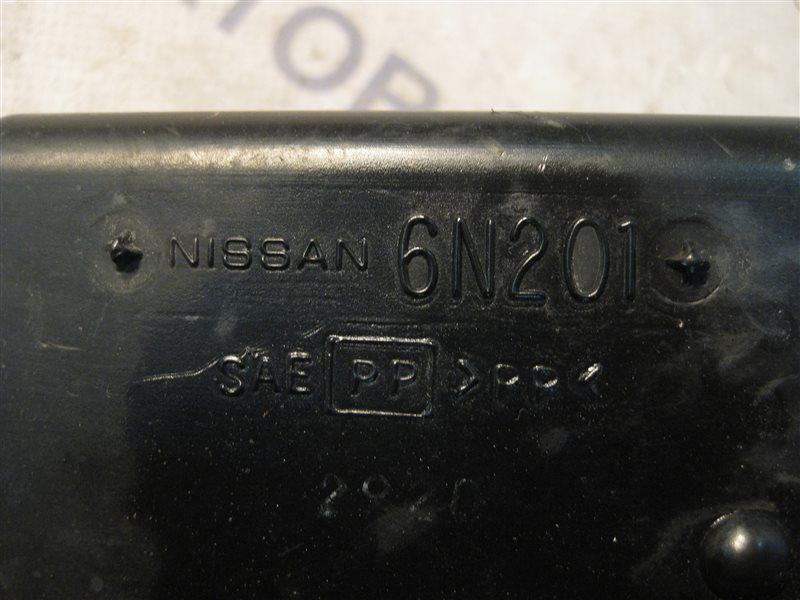 NISSAN 6N201
SAE PP >PP<